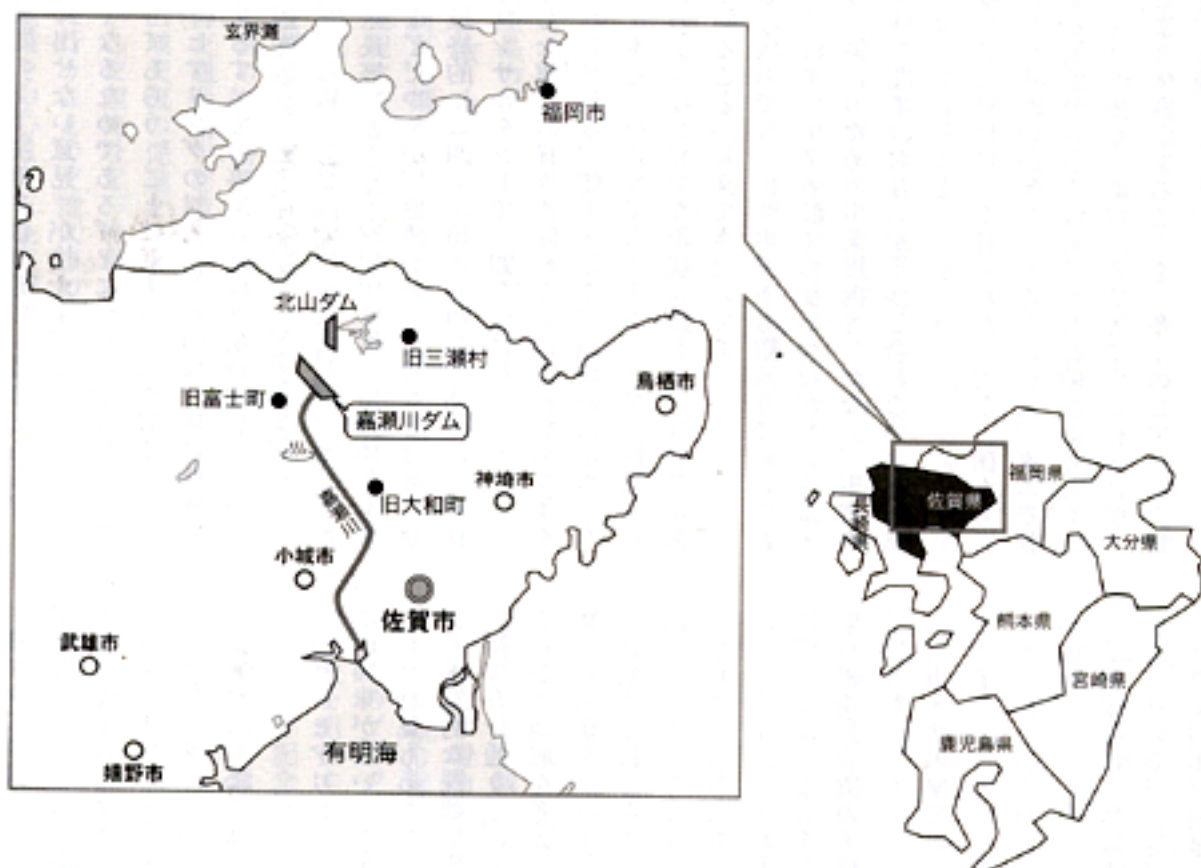 玄界灘
福岡市
北山ダム
旧三瀬村
鳥栖市
旧富士町
嘉瀬川ダム
神埼市
旧大和町
嘉瀬川
小城市
佐賀市
武雄市
有明海
嬉野市
福岡県
佐賀県
長崎県
大分県
熊本県
宮崎県
鹿児島県